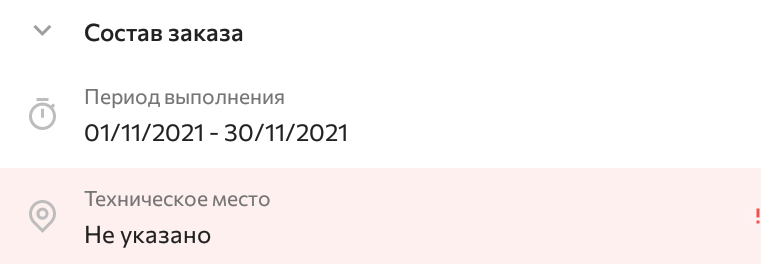 Состав заказа
Период выполнения
01/11/2021 - 30/11/2021
Техническое место
Не указано
!